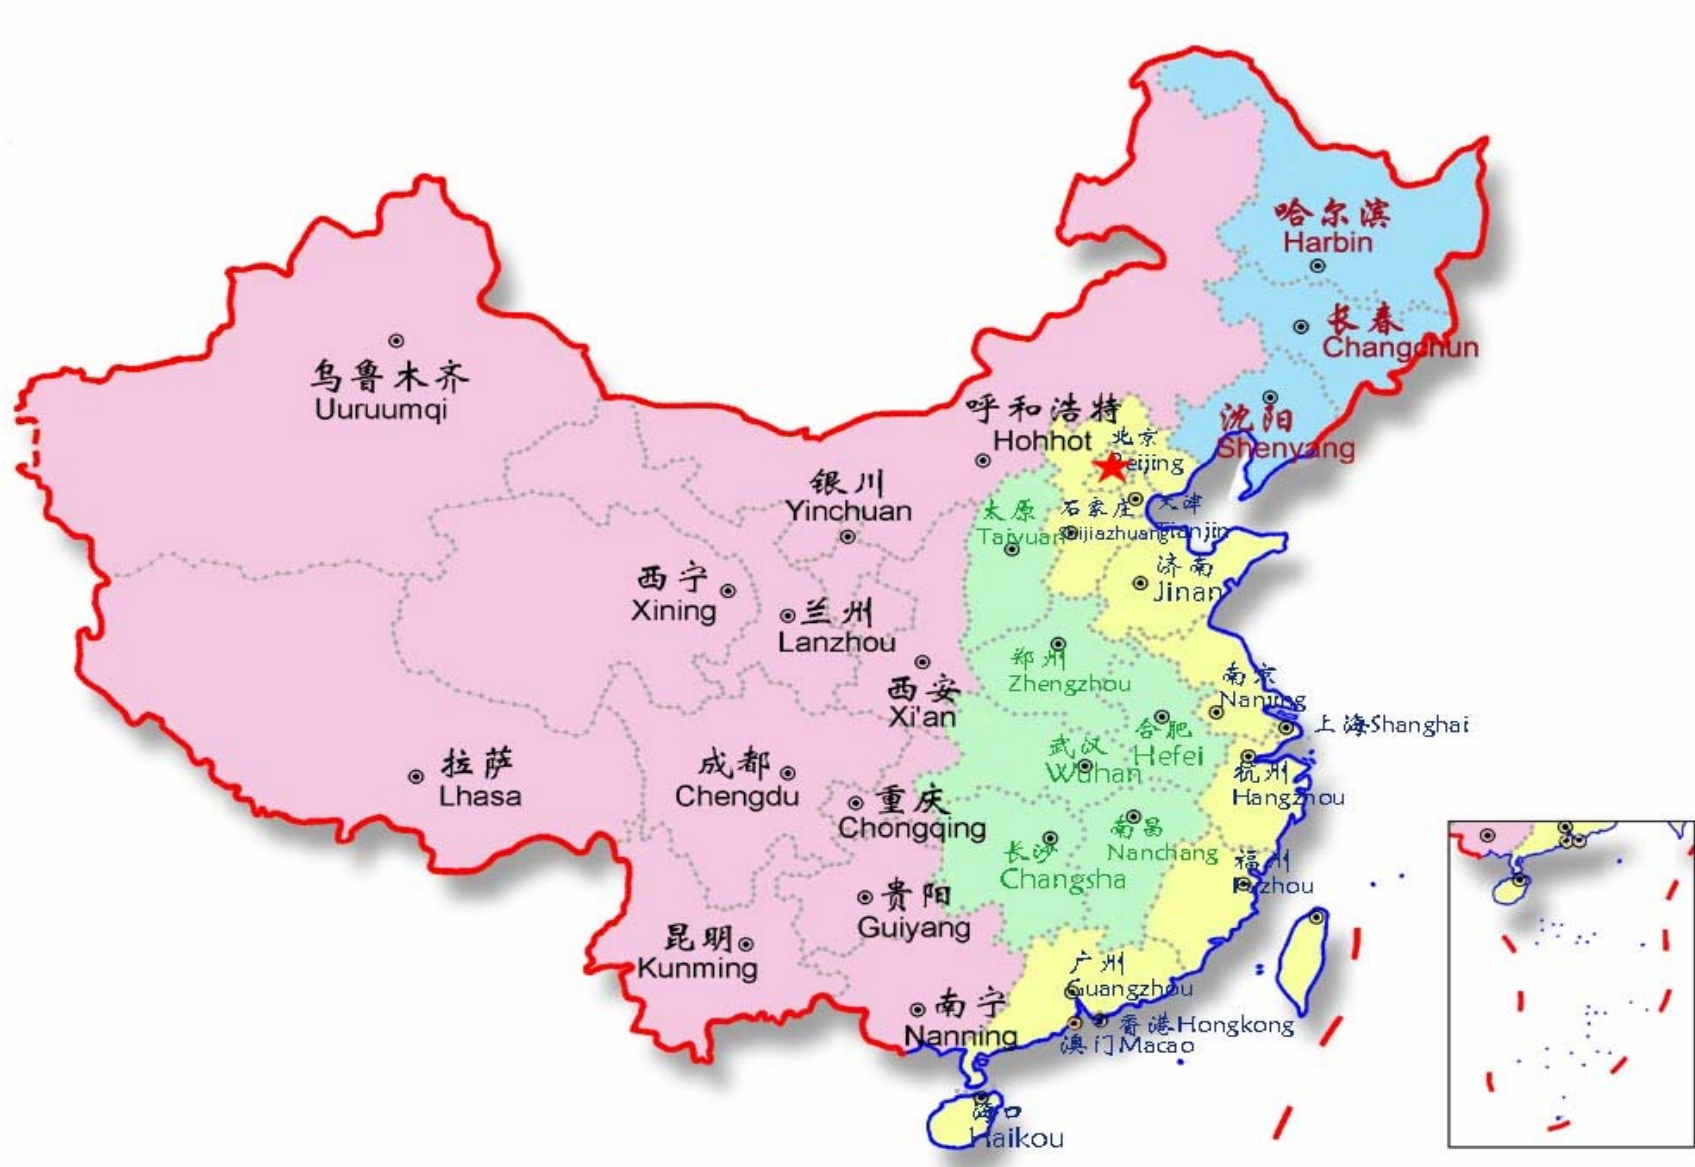 哈尔滨
Harbin
长春
Changchun
沈阳
Shenyang
乌鲁木齐
Uuruumqi
呼和浩特
Hohhot
北京
Beijing
银川
Yinchuan
太原
Taiyuan
石家庄
Shijiazhuang
天津
Tianjin
济南
Jinan
西宁
Xining
兰州
Lanzhou
西安
Xi'an
郑州
Zhengzhou
南京
Nanjing
上海Shanghai
合肥
Hefei
武汉
Wuhan
杭州
Hangzhou
拉萨
Lhasa
成都
Chengdu
重庆
Chongqing
南昌
Nanchang
长沙
Changsha
福州
Fuzhou
贵阳
Guiyang
昆明
Kunming
广州
Guangzhou
南宁
Nanning
香港Hongkong
澳门Macao
海口
Haikou